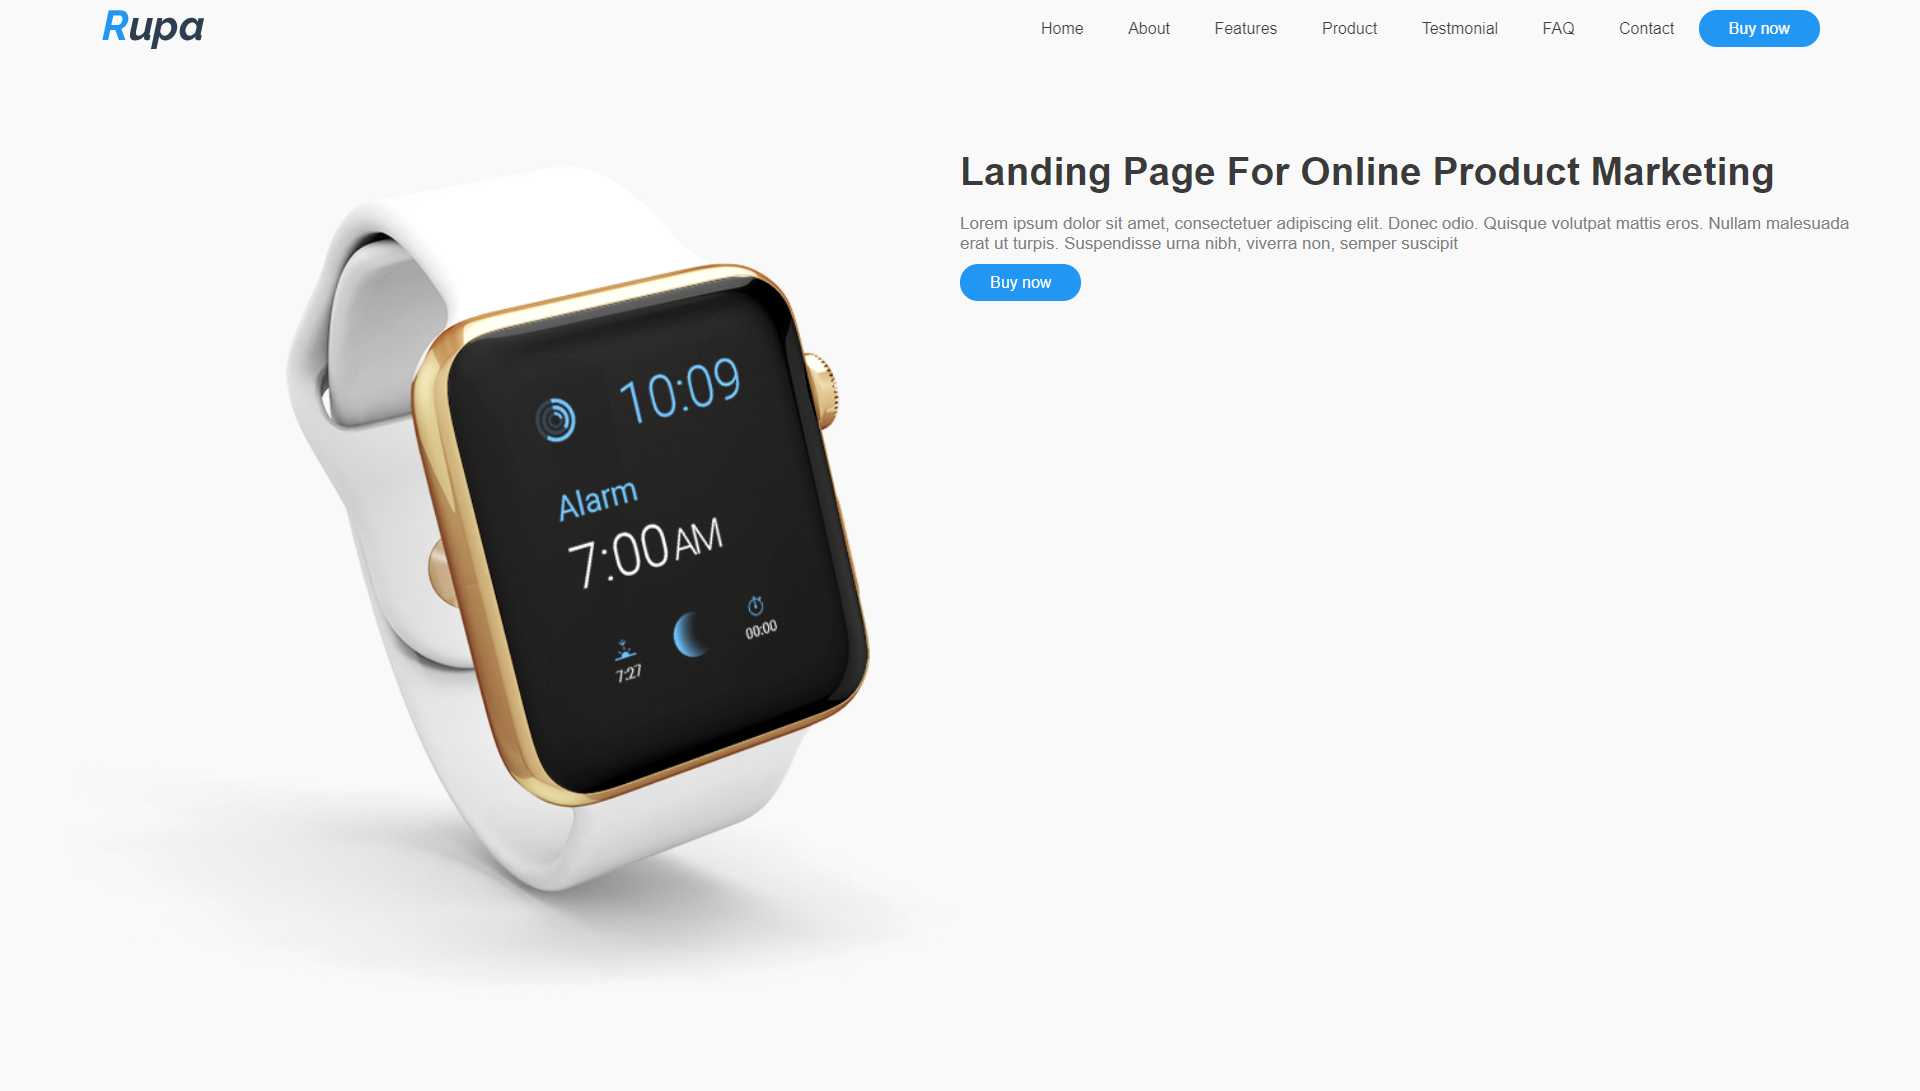 Rupa
Home
About
Features
Product
Testmonial
FAQ
Contact
Buy now
Landing Page For Online Product Marketing
Lorem ipsum dolor sit amet, consectetuer adipiscing elit. Donec odio. Quisque volutpat mattis eros. Nullam malesuada
erat ut turpis. Suspendisse urna nibh, viverra non, semper suscipit
Buy now
10:09
Alarm
7:00 AM
00:00
7:27